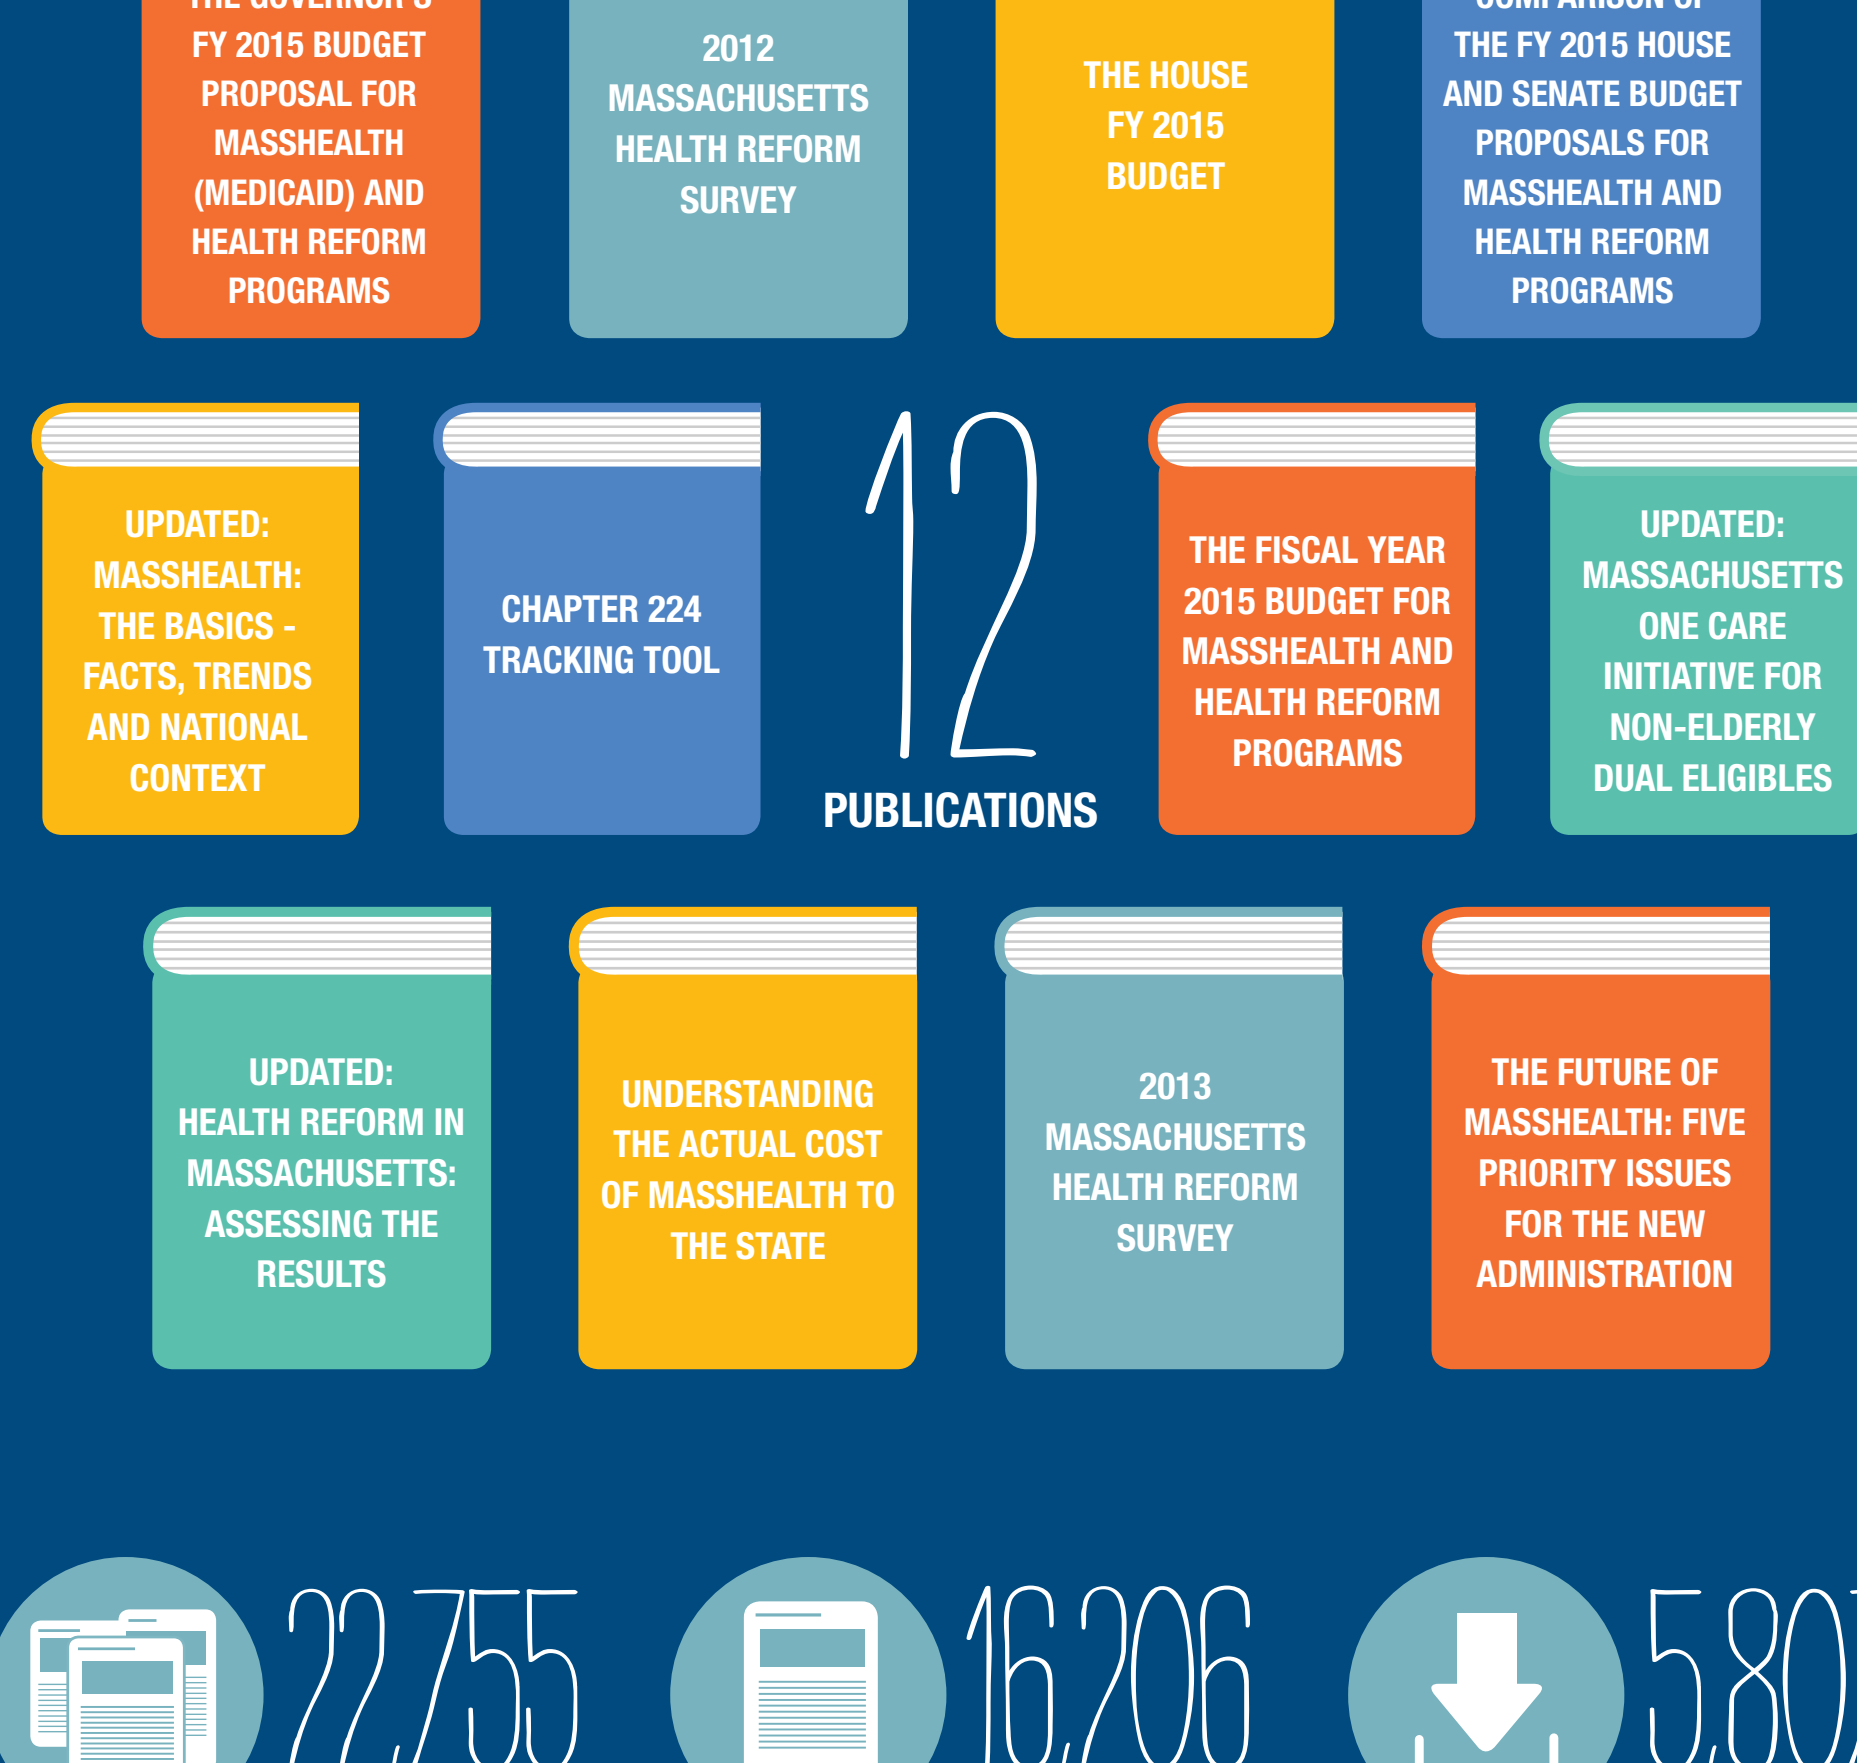 THE GOVERNOR'S
FY 2015 BUDGET
PROPOSAL FOR
MASSHEALTH
(MEDICAID) AND
HEALTH REFORM
PROGRAMS
2012
MASSACHUSETTS
HEALTH REFORM
SURVEY
THE HOUSE
FY 2015
BUDGET
COMPARISON OF
THE FY 2015 HOUSE
AND SENATE BUDGET
PROPOSALS FOR
MASSHEALTH AND
HEALTH REFORM
PROGRAMS
UPDATED:
MASSHEALTH:
THE BASICS -
FACTS, TRENDS
AND NATIONAL
CONTEXT
CHAPTER 224
TRACKING TOOL
12
PUBLICATIONS
THE FISCAL YEAR
2015 BUDGET FOR
MASSHEALTH AND
HEALTH REFORM
PROGRAMS
UPDATED:
MASSACHUSETTS
ONE CARE
INITIATIVE FOR
NON-ELDERLY
DUAL ELIGIBLES
UPDATED:
HEALTH REFORM IN
MASSACHUSETTS:
ASSESSING THE
RESULTS
UNDERSTANDING
THE ACTUAL COST
OF MASSHEALTH TO
THE STATE
2013
MASSACHUSETTS
HEALTH REFORM
SURVEY
THE FUTURE OF
MASSHEALTH: FIVE
PRIORITY ISSUES
FOR THE NEW
ADMINISTRATION
22,755
16,206